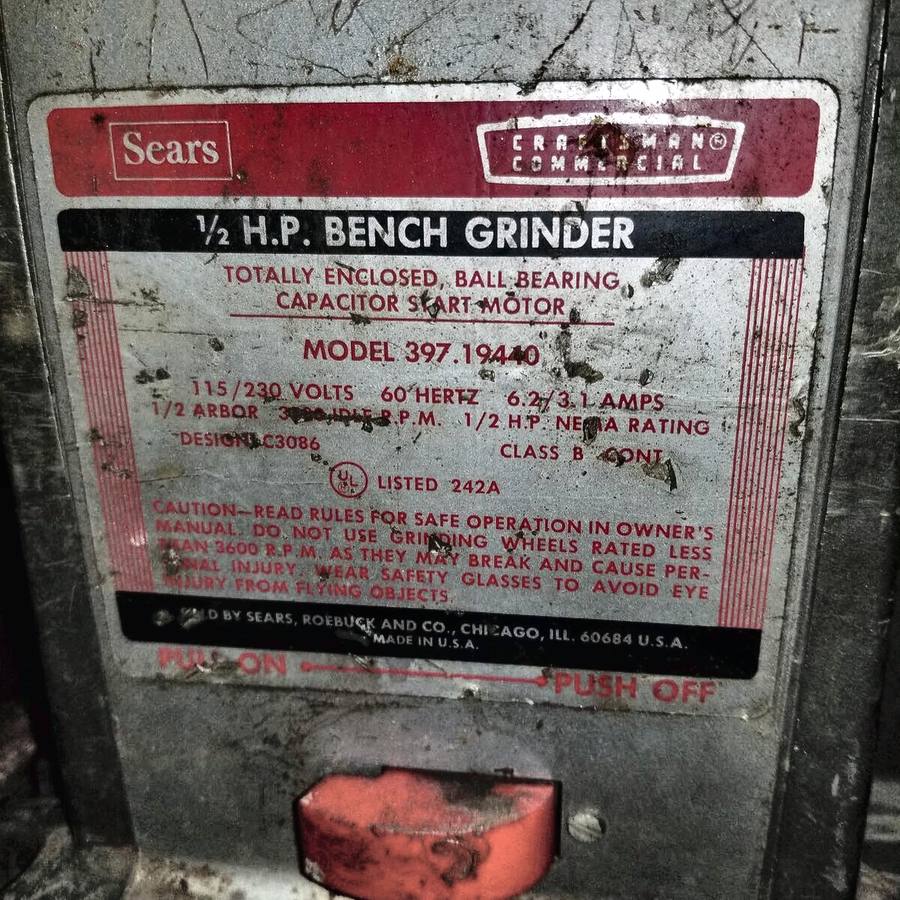 Sears
CRAFTSMAN®
COMMERCIAL
1/2 H.P. BENCH GRINDER
TOTALLY ENCLOSED, BALL BEARING
CAPACITOR START MOTOR
MODEL 397.19440
115/230 VOLTS 60 HERTZ 6.2/3.1 AMPS
1/2 ARBOR R.P.M. 1/2 H.P. NEMA RATING
DESIGN C3086 CLASS B CONT.
UL LISTED 242A
CAUTION—READ RULES FOR SAFE OPERATION IN OWNER'S
MANUAL. DO NOT USE GRINDING WHEELS RATED LESS
THAN 3600 R.P.M. AS THEY MAY BREAK AND CAUSE PER-
SONAL INJURY. WEAR SAFETY GLASSES TO AVOID EYE
INJURY FROM FLYING OBJECTS.
SOLD BY SEARS, ROEBUCK AND CO., CHICAGO, ILL. 60684 U.S.A.
MADE IN U.S.A.
PULL ON PUSH OFF